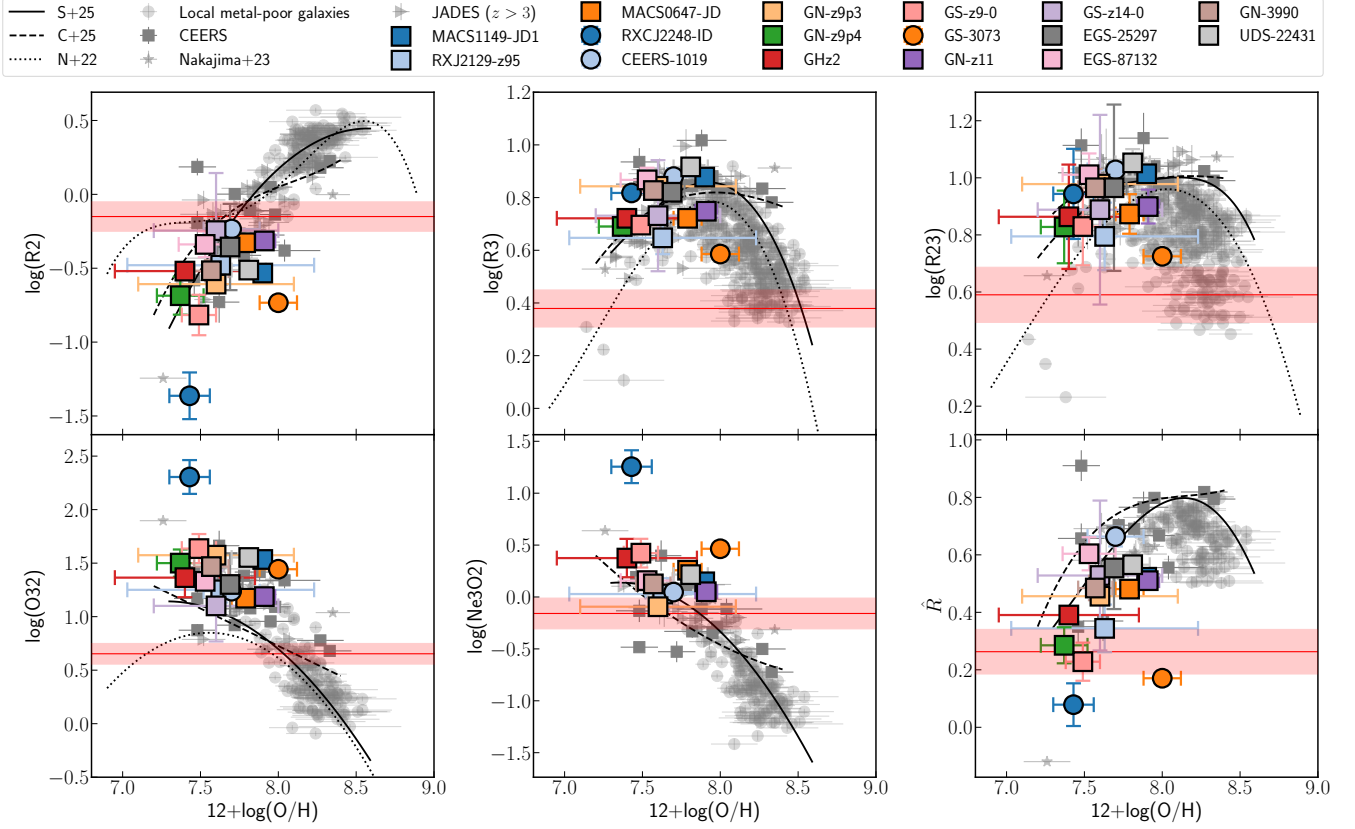 S+25 Local metal-poor galaxies JADES (z > 3) MACS0647-JD GN-z9p3 GS-z9-0 GS-z14-0 GN-3990
C+25 CEERS MACS1149-JD1 RXCJ2248-ID GN-z9p4 GS-3073 EGS-25297 UDS-22431
N+22 Nakajima+23 RXJ2129-z95 CEERS-1019 GHz2 GN-z11 EGS-87132
log(R2)
0.5
0.0
−0.5
−1.0
−1.5
log(R3)
1.2
1.0
0.8
0.6
0.4
0.2
0.0
log(R23)
1.2
1.0
0.8
0.6
0.4
0.2
log(O32)
2.5
2.0
1.5
1.0
0.5
0.0
−0.5
7.0 7.5 8.0 8.5 9.0
12+log(O/H)
log(Ne3O2)
1.5
1.0
0.5
0.0
−0.5
−1.0
−1.5
7.0 7.5 8.0 8.5 9.0
12+log(O/H)
R̂
1.0
0.8
0.6
0.4
0.2
0.0
7.0 7.5 8.0 8.5 9.0
12+log(O/H)